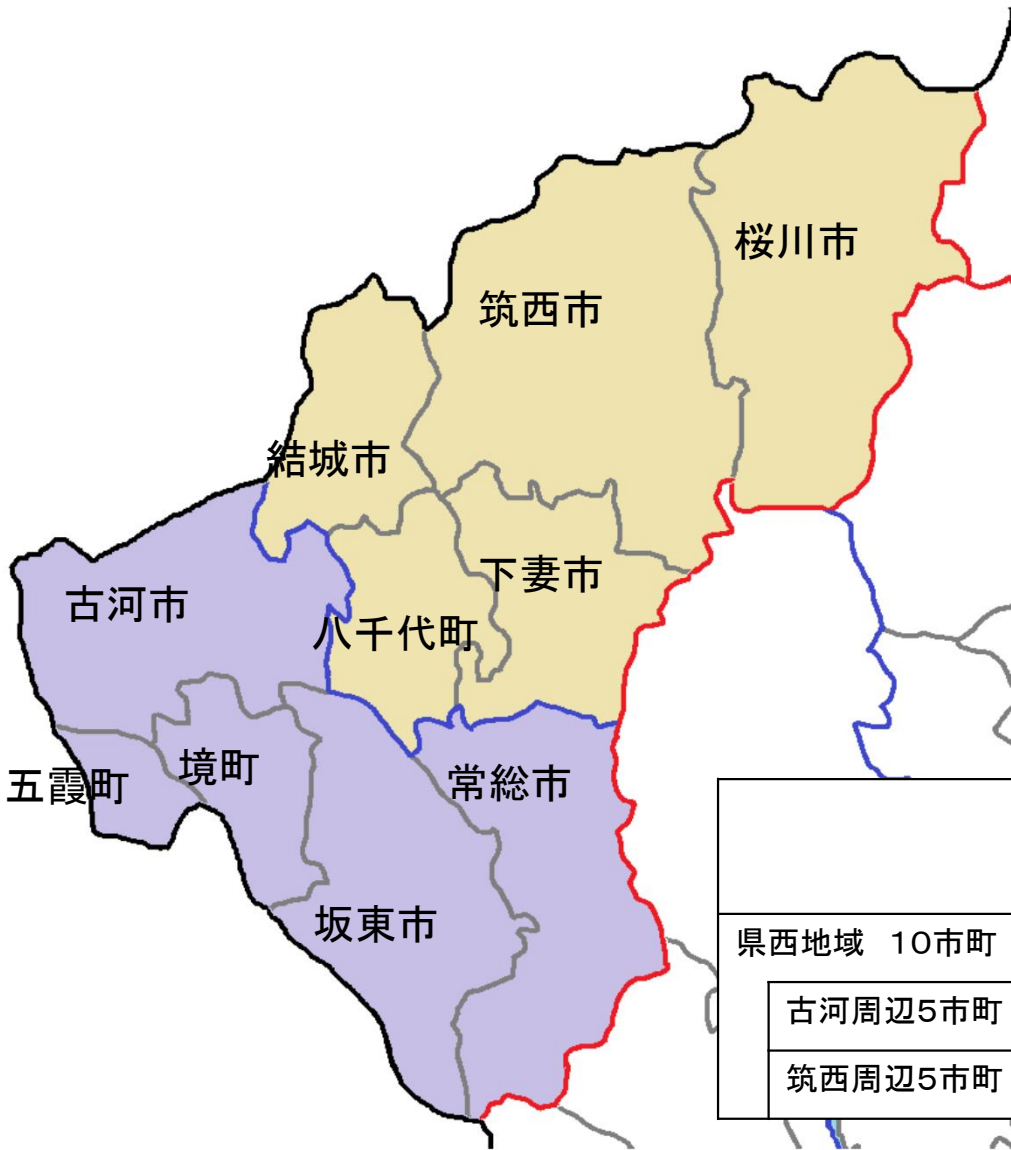 桜川市
筑西市
結城市
下妻市
古河市
八千代町
境町
五霞町
常総市
坂東市
県西地域　10市町
古河周辺5市町
筑西周辺5市町